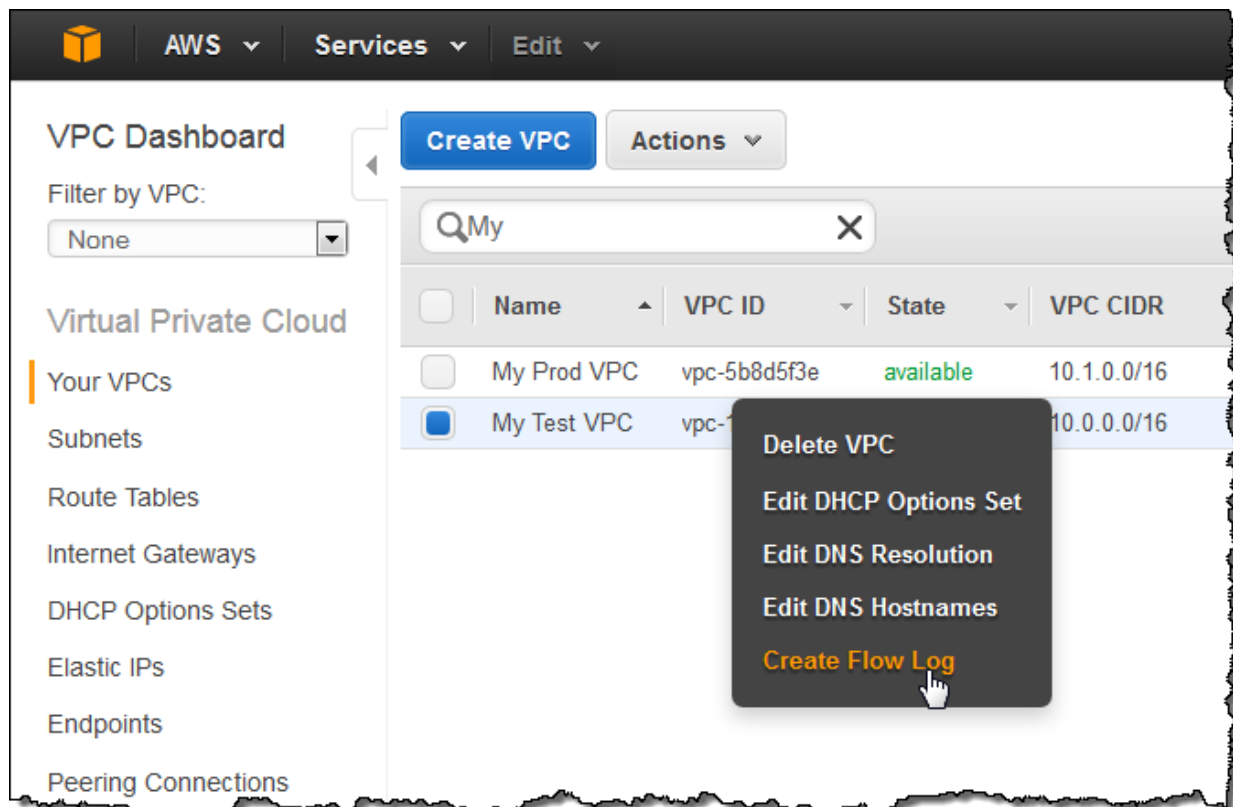 AWS Services Edit
VPC Dashboard
Filter by VPC:
None
Virtual Private Cloud
Your VPCs
Subnets
Route Tables
Internet Gateways
DHCP Options Sets
Elastic IPs
Endpoints
Peering Connections
Create VPC Actions
My
Name VPC ID State VPC CIDR
My Prod VPC vpc-5b8d5f3e available 10.1.0.0/16
My Test VPC 10.0.0.0/16
Delete VPC
Edit DHCP Options Set
Edit DNS Resolution
Edit DNS Hostnames
Create Flow Log